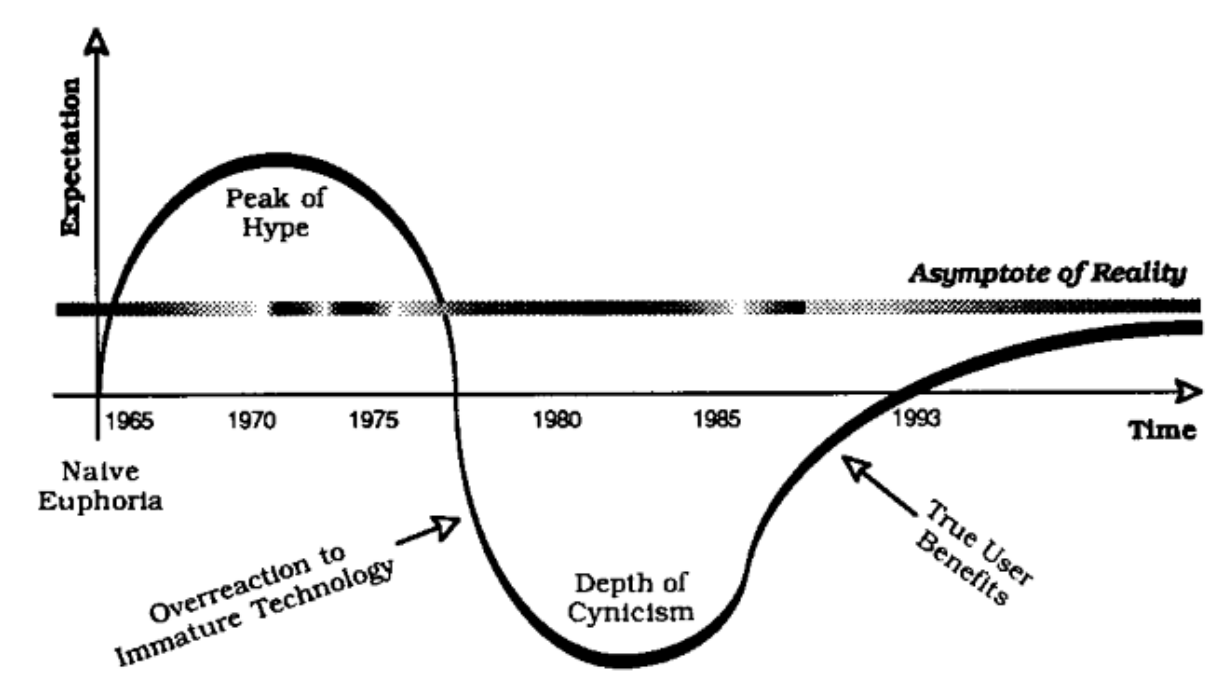 Expectation
Peak of
Hype
Asymptote of Reality
1965
1970
1975
1980
1985
1993
Time
Naive
Euphoria
Overreaction to
Immature Technology
Depth of
Cynicism
True User
Benefits